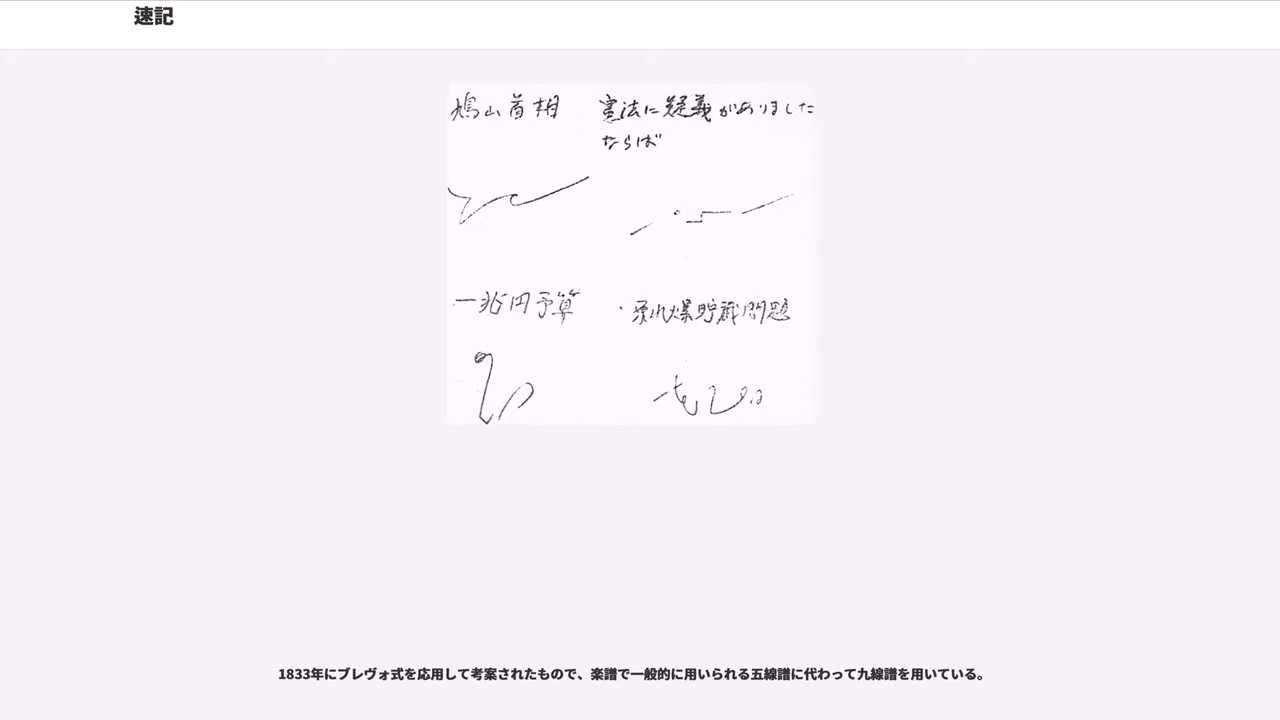 速記
鳩山首相 憲法に疑義がありました
ならば
一兆円予算 ・原水爆貯蔵問題
1833年にブレヴォ式を応用して考案されたもので、楽譜で一般的に用いられる五線譜に代わって九線譜を用いている。